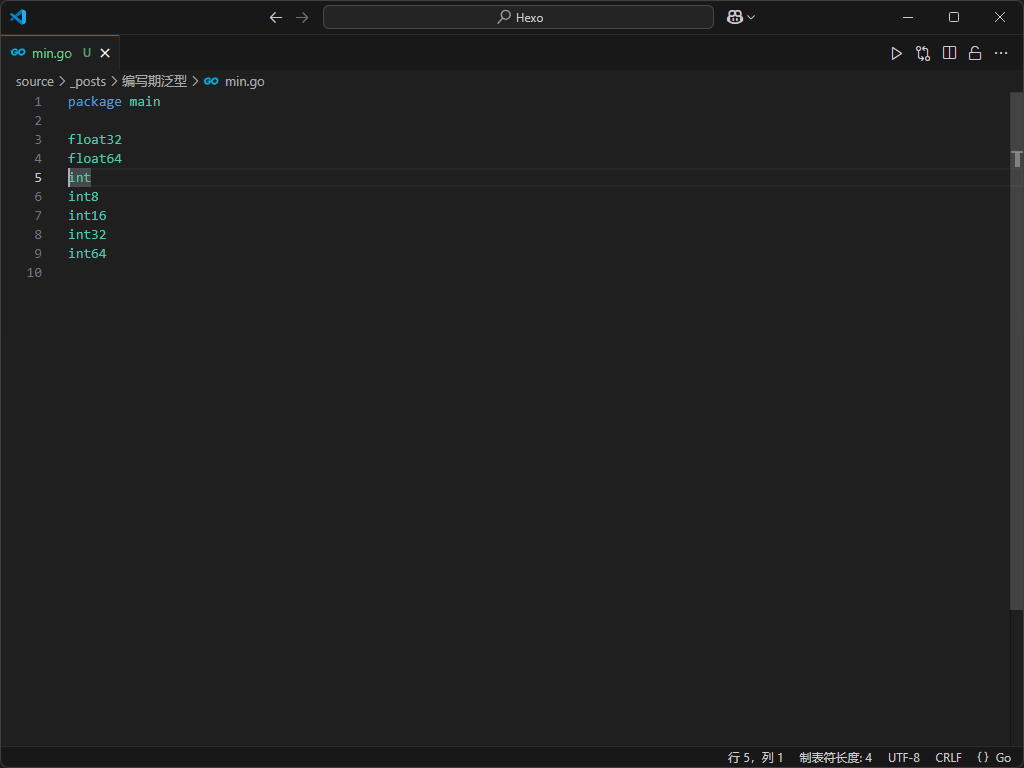 Hexo
GO min.go U
source > _posts > 编写期泛型 > GO min.go
1 package main
2
3 float32
4 float64
5 int
6 int8
7 int16
8 int32
9 int64
10
行 5，列 1 制表符长度: 4 UTF-8 CRLF {} Go